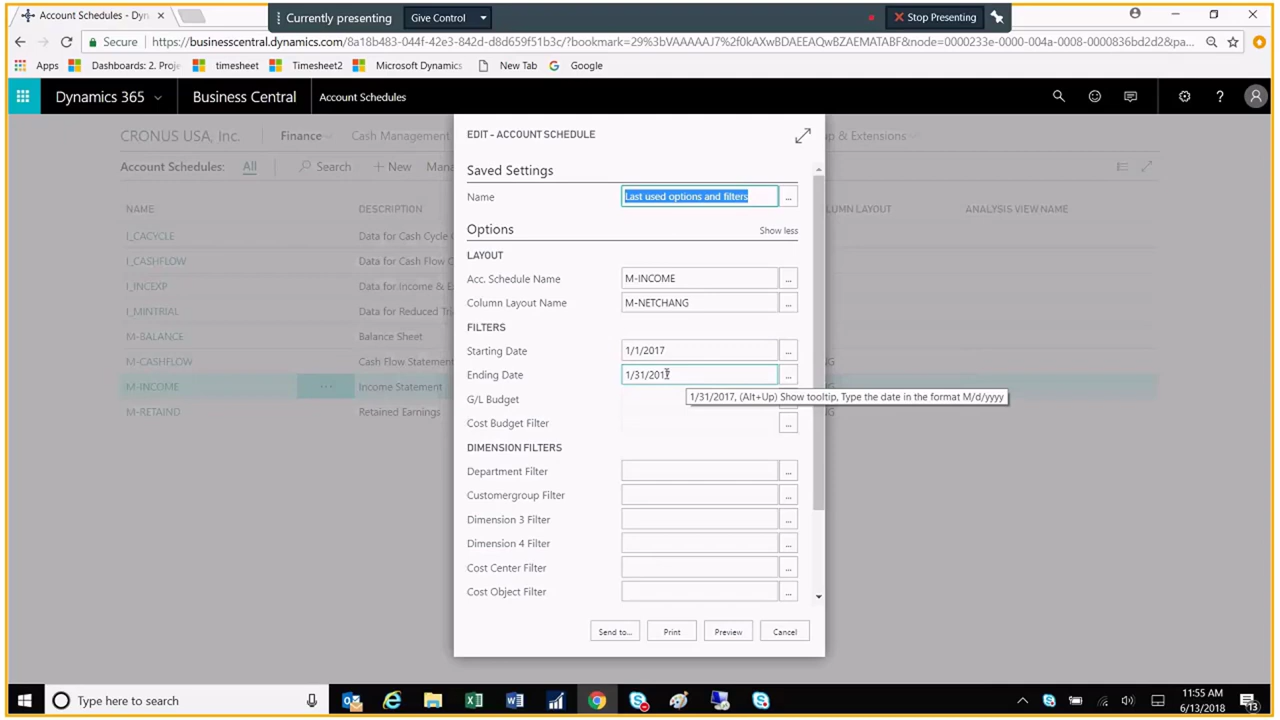 Account Schedules - Dyn
Currently presenting
Give Control
Stop Presenting
Secure
https://businesscentral.dynamics.com/8a18b483-044f-42e3-842d-d8d659f51b3c/?bookmark=29%3bVAAAAAJ7%2f0kAXwBDAEEAQwBZAEMATABF&node=0000233e-0000-004a-0008-0000836bd2d2&pa...
Apps
Dashboards: 2. Proje
timesheet
Timesheet2
Microsoft Dynamics
New Tab
Google
Dynamics 365
Business Central
Account Schedules
CRONUS USA, Inc.
Finance
Cash Management
up & Extensions
Account Schedules:
All
Search
+ New
Mana
NAME
DESCRIPTION
LUMN LAYOUT
ANALYSIS VIEW NAME
I_CACYCLE
Data for Cash Cycle
I_CASHFLOW
Data for Cash Flow
I_INCEXP
Data for Income & E
I_MINTRIAL
Data for Reduced Tri
M-BALANCE
Balance Sheet
M-CASHFLOW
Cash Flow Statement
NG
M-INCOME
...
Income Statement
NG
M-RETAIND
Retained Earnings
NG
EDIT - ACCOUNT SCHEDULE
Saved Settings
Name
Last used options and filters
...
Options
Show less
LAYOUT
Acc. Schedule Name
M-INCOME
...
Column Layout Name
M-NETCHANG
...
FILTERS
Starting Date
1/1/2017
...
Ending Date
1/31/2017
...
1/31/2017, (Alt+Up) Show tooltip, Type the date in the format M/d/yyyy
G/L Budget
Cost Budget Filter
...
DIMENSION FILTERS
Department Filter
...
Customergroup Filter
...
Dimension 3 Filter
...
Dimension 4 Filter
...
Cost Center Filter
...
Cost Object Filter
...
Send to...
Print
Preview
Cancel
Type here to search
11:55 AM
6/13/2018
13